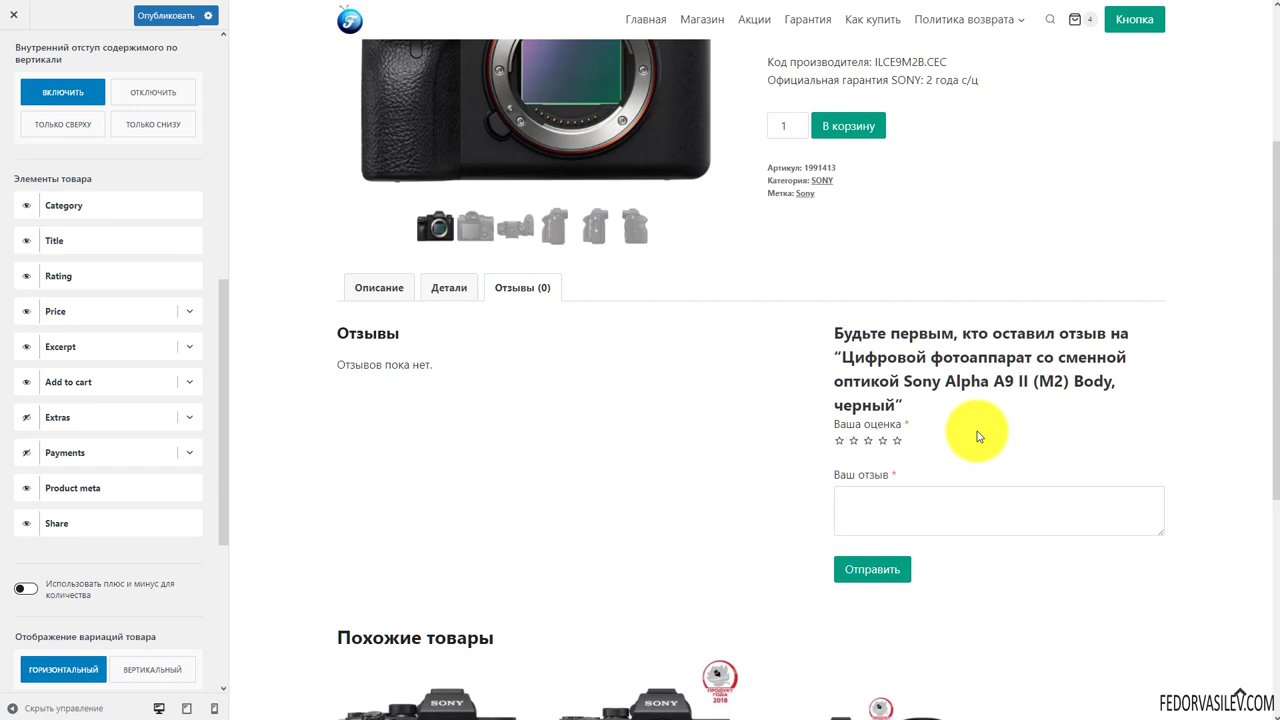 Опубликовать
Внутренний отступ содержимого по
вертикали
ВКЛЮЧИТЬ
ОТКЛЮЧИТЬ
ТОЛЬКО СВЕРХУ
ТОЛЬКО СНИЗУ
Category
Title
Rating
Price
Excerpt
Add to cart
Extras
Payments
Product meta
Share
Использовать плюс и минус для
количества
Отображение вариаций товара
ГОРИЗОНТАЛЬНЫЙ
ВЕРТИКАЛЬНЫЙ
Скрыть управление
Главная
Магазин
Акции
Гарантия
Как купить
Политика возврата
4
Кнопка
Код производителя: ILCE9M2B.CEC
Официальная гарантия SONY: 2 года с/ц
1
В корзину
Артикул: 1991413
Категория: SONY
Метка: Sony
Описание
Детали
Отзывы (0)
Отзывы
Отзывов пока нет.
Будьте первым, кто оставил отзыв на
“Цифровой фотоаппарат со сменной
оптикой Sony Alpha A9 II (M2) Body,
черный”
Ваша оценка *
Ваш отзыв *
Отправить
Похожие товары
SONY
SONY
ПРОДУКТ
ГОДА
2018
FEDORVASILEV.COM